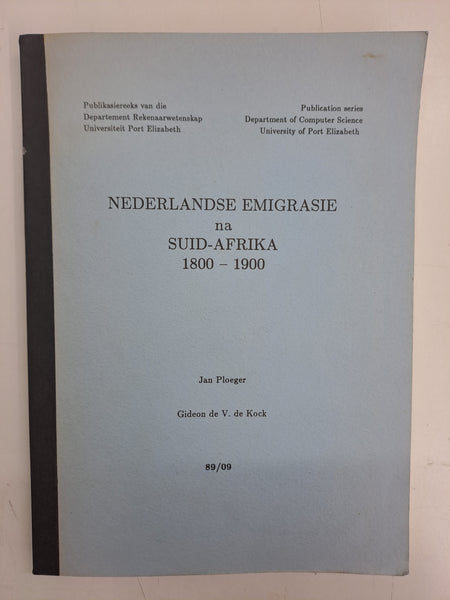 Publikasiereeks van die
Departement Rekenaarwetenskap
Universiteit Port Elizabeth
Publication series
Department of Computer Science
University of Port Elizabeth
NEDERLANDSE EMIGRASIE
na
SUID-AFRIKA
1800 – 1900
Jan Ploeger
Gideon de V. de Kock
89/09